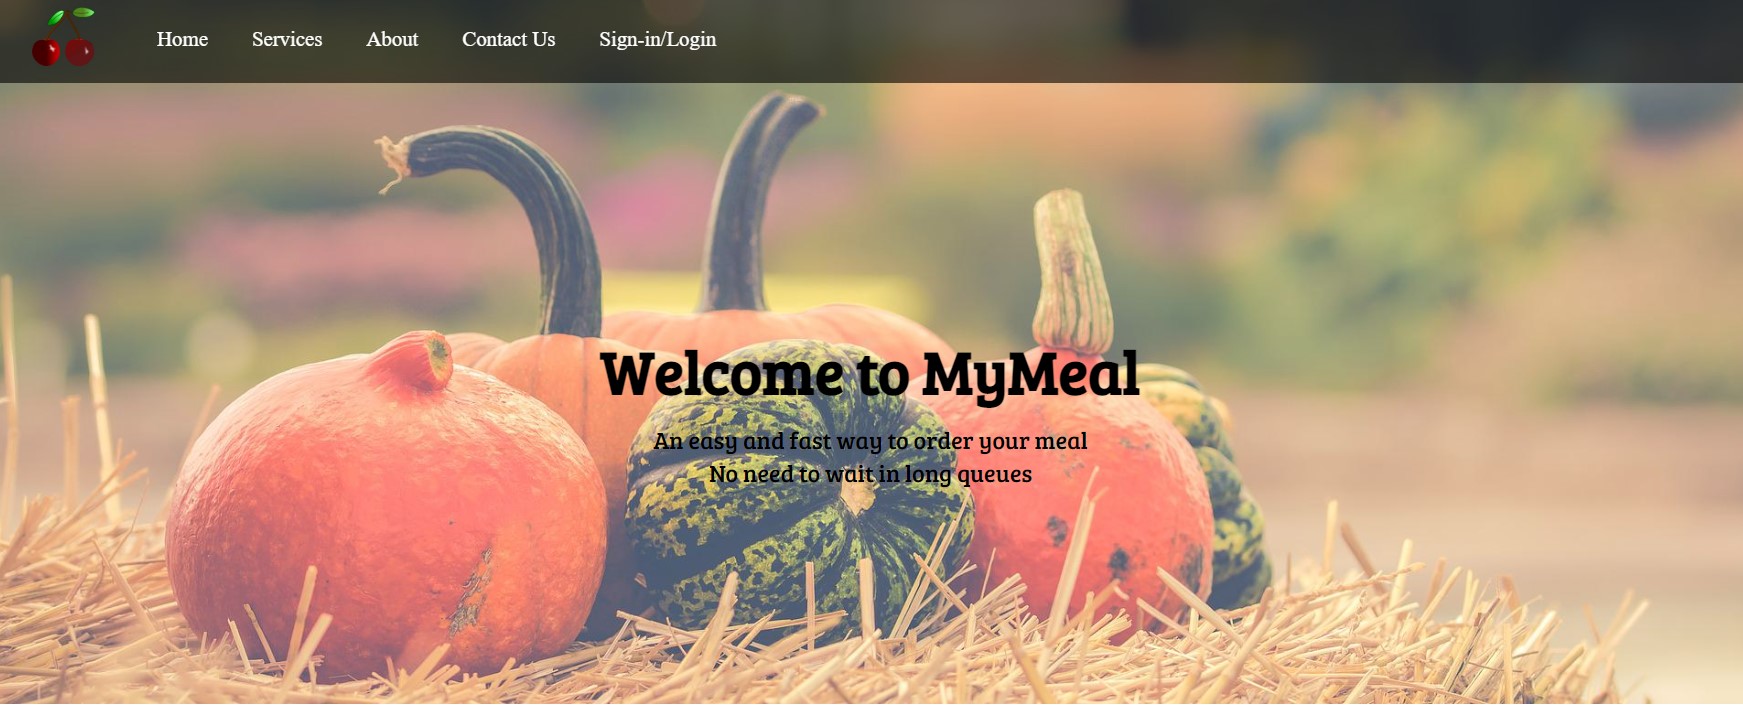 Home Services About Contact Us Sign-in/Login
Welcome to MyMeal
An easy and fast way to order your meal
No need to wait in long queues